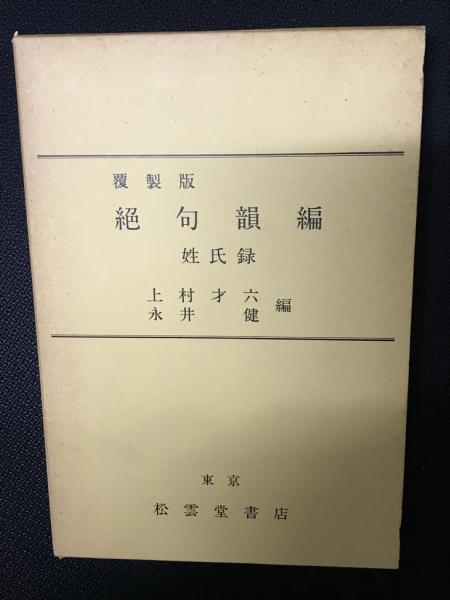 覆製版
絕句韻編
姓氏録
上村才六
永井健 編
東京
松雲堂書店